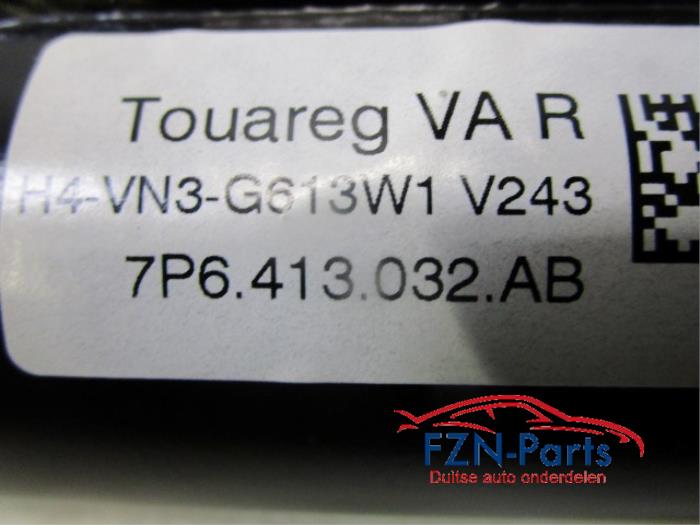 Touareg VA R
H4-VN3-G613W1 V243
7P6.413.032.AB
FZN-Parts
Duitse auto onderdelen